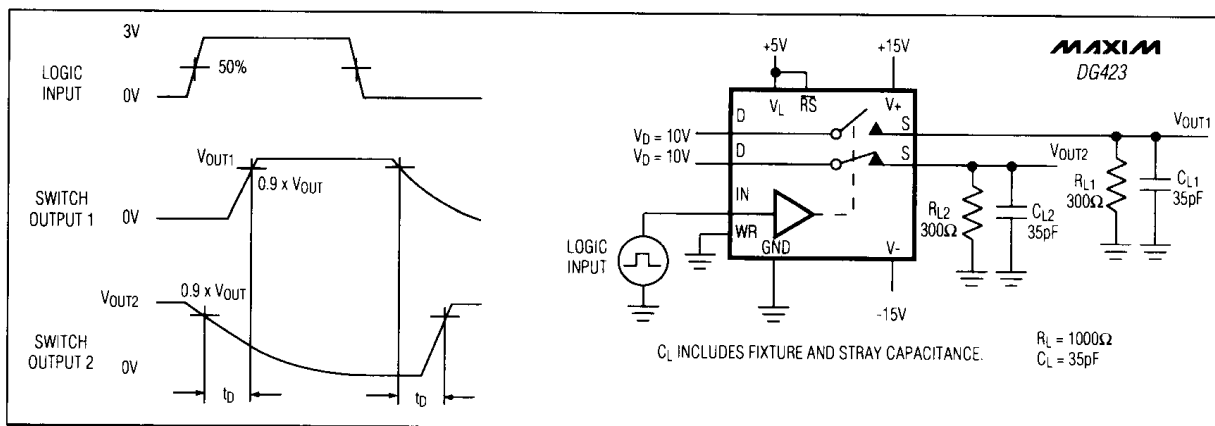 3V
LOGIC
INPUT
50%
0V
VOUT1
0.9 x VOUT
SWITCH
OUTPUT 1
0V
VOUT2
0.9 x VOUT
SWITCH
OUTPUT 2
0V
tD
tD
+5V
+15V
MAXIM
DG423
VL
RS
V+
D
S
VOUT1
VD = 10V
VD = 10V
D
S
VOUT2
RL1
300Ω
CL1
35pF
IN
RL2
300Ω
CL2
35pF
WR
LOGIC
INPUT
GND
V-
-15V
CL INCLUDES FIXTURE AND STRAY CAPACITANCE.
RL = 1000Ω
CL = 35pF